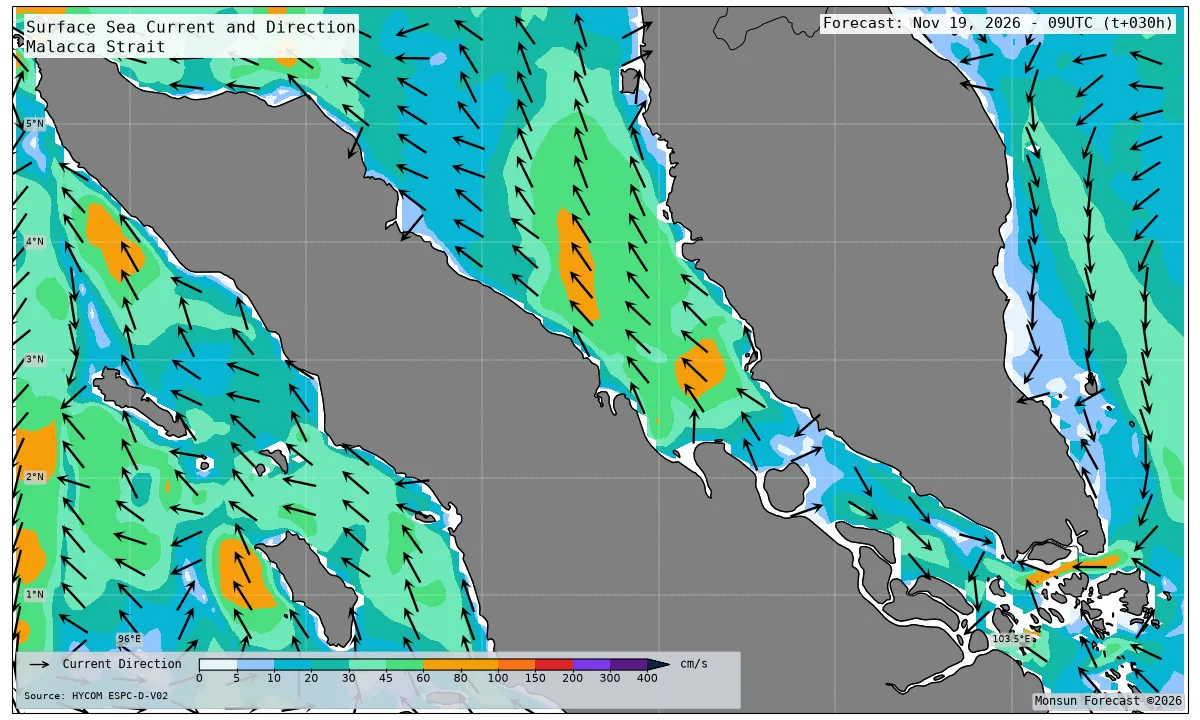 Surface Sea Current and Direction
Malacca Strait
Forecast: Nov 19, 2026 - 09UTC (t+030h)
5°N
4°N
3°N
2°N
1°N
96°E
103.5°E
Current Direction
0 5 10 20 30 45 60 80 100 150 200 300 400 cm/s
Source: HYCOM ESPC-D-V02
Monsun Forecast ©2026